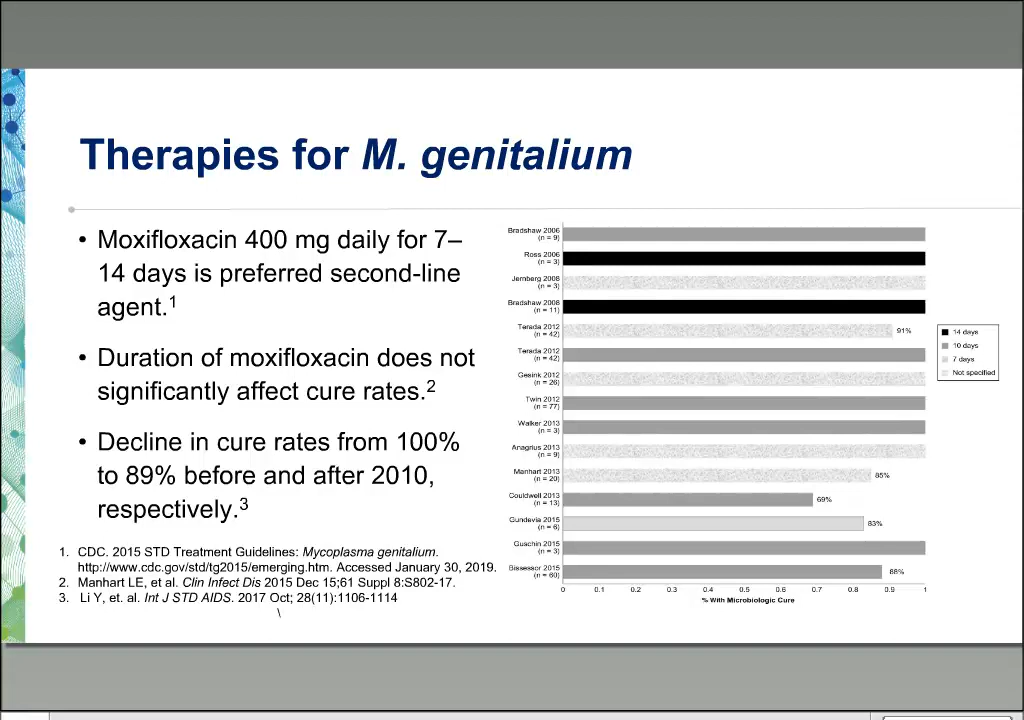 Therapies for M. genitalium
• Moxifloxacin 400 mg daily for 7–
14 days is preferred second-line
agent.1
• Duration of moxifloxacin does not
significantly affect cure rates.2
• Decline in cure rates from 100%
to 89% before and after 2010,
respectively.3
1. CDC. 2015 STD Treatment Guidelines: Mycoplasma genitalium.
http://www.cdc.gov/std/tg2015/emerging.htm. Accessed January 30, 2019.
2. Manhart LE, et al. Clin Infect Dis 2015 Dec 15;61 Suppl 8:S802-17.
3. Li Y, et. al. Int J STD AIDS. 2017 Oct; 28(11):1106-1114
\
Bradshaw 2006
(n = 9)
Ross 2006
(n = 3)
Jernberg 2008
(n = 3)
Bradshaw 2008
(n = 11)
Terada 2012
(n = 42)
91%
Terada 2012
(n = 42)
Gesink 2012
(n = 26)
Twin 2012
(n = 77)
Walker 2013
(n = 3)
Anagrius 2013
(n = 9)
Manhart 2013
(n = 20)
85%
Couldwell 2013
(n = 13)
69%
Gundevia 2015
(n = 6)
83%
Guschin 2015
(n = 3)
Bissessor 2015
(n = 60)
88%
0 0.1 0.2 0.3 0.4 0.5 0.6 0.7 0.8 0.9 1
% With Microbiologic Cure
14 days
10 days
7 days
Not specified